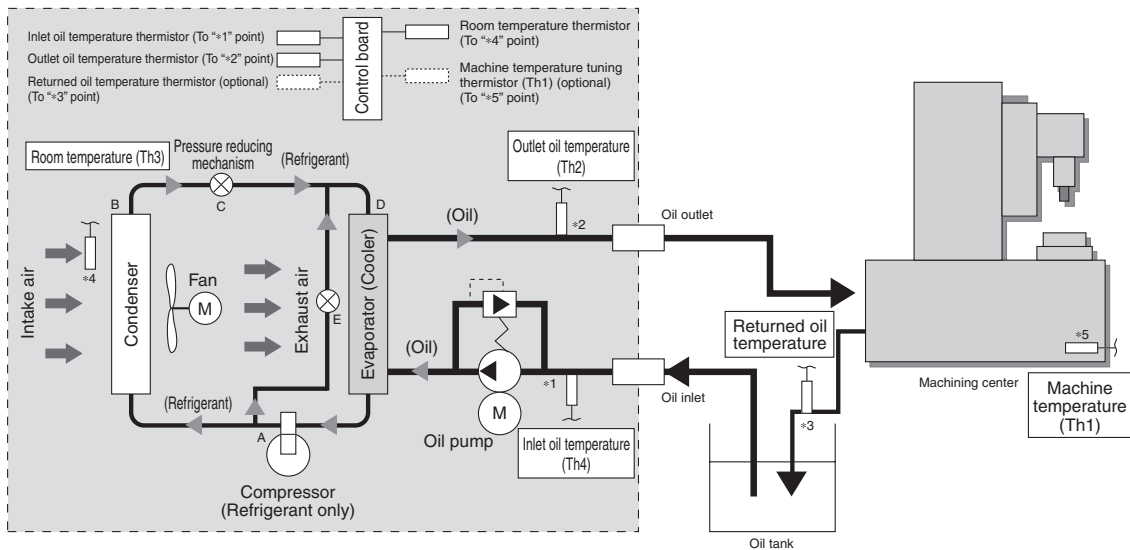 Inlet oil temperature thermistor (To “*1” point)
Outlet oil temperature thermistor (To “*2” point)
Returned oil temperature thermistor (optional)
(To “*3” point)
Control board
Room temperature thermistor
(To “*4” point)
Machine temperature tuning
thermistor (Th1) (optional)
(To “*5” point)
Room temperature (Th3)
Pressure reducing
mechanism
(Refrigerant)
Outlet oil temperature
(Th2)
B
C
D
(Oil)
*2
Oil outlet
*4
Intake air
Condenser
Fan
M
Exhaust air
E
Evaporator (Cooler)
(Oil)
*1
Oil inlet
Returned oil
temperature
*5
Machining center
Machine
temperature
(Th1)
*3
(Refrigerant)
A
M
Oil pump
Inlet oil temperature
(Th4)
Compressor
(Refrigerant only)
Oil tank